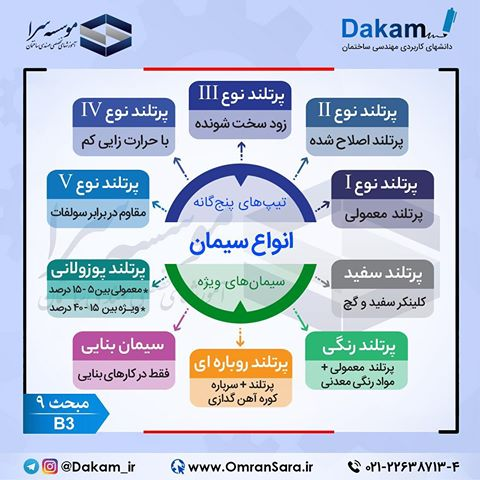 موسسه سرا
آموزشهای تخصصی مهندسی ساختمان
Dakam
دانشهای کاربردی مهندسی ساختمان
پرتلند نوع III
زود سخت شونده
پرتلند نوع IV
با حرارت زایی کم
پرتلند نوع II
پرتلند اصلاح شده
پرتلند نوع V
مقاوم در برابر سولفات
پرتلند نوع I
پرتلند معمولی
تیپ‌های پنج‌گانه
انواع سیمان
سیمان‌های ویژه
پرتلند پوزولانی
* معمولی بین ۵ - ۱۵ درصد
* ویژه بین ۱۵ - ۴۰ درصد
پرتلند سفید
کلینکر سفید و گچ
سیمان بنایی
فقط در کارهای بنایی
پرتلند روباره ای
پرتلند + سرباره
کوره آهن گدازی
پرتلند رنگی
پرتلند معمولی +
مواد رنگی معدنی
مبحث ۹
B3
@Dakam_ir
www.OmranSara.ir
۰۲۱-۲۲۶۳۸۷۱۳-۴